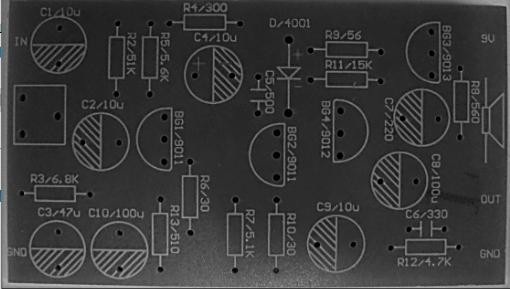 C1/10u
R4/300
D/4001
IN
R2/51K
R5/5.6K
C4/10u
R9/56
BG3/9013
9V
R11/15K
C5/500
R8/560
C2/10u
BG1/9011
BG2/9011
BG4/9012
C7/220
R3/6.8K
R6/30
C8/100u
C3/47u
C10/100u
R13/510
R7/5.1K
R10/30
C9/10u
C6/330
OUT
GND
R12/4.7K
GND